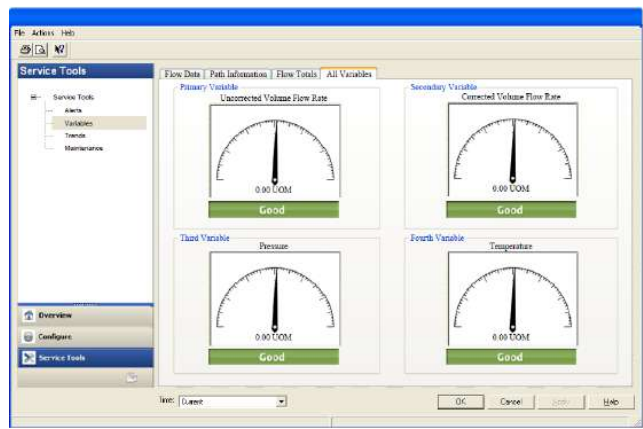 File Actions Help
Service Tools
Service Tools
Alerts
Variables
Trends
Maintenance
Overview
Configure
Service Tools
Flow Data Path Information Flow Totals All Variables
Primary Variable
Uncorrected Volume Flow Rate
0.00 UOM
Good
Secondary Variable
Corrected Volume Flow Rate
0.00 UOM
Good
Third Variable
Pressure
0.00 UOM
Good
Fourth Variable
Temperature
0.00 UOM
Good
Time: Current
OK Cancel Apply Help